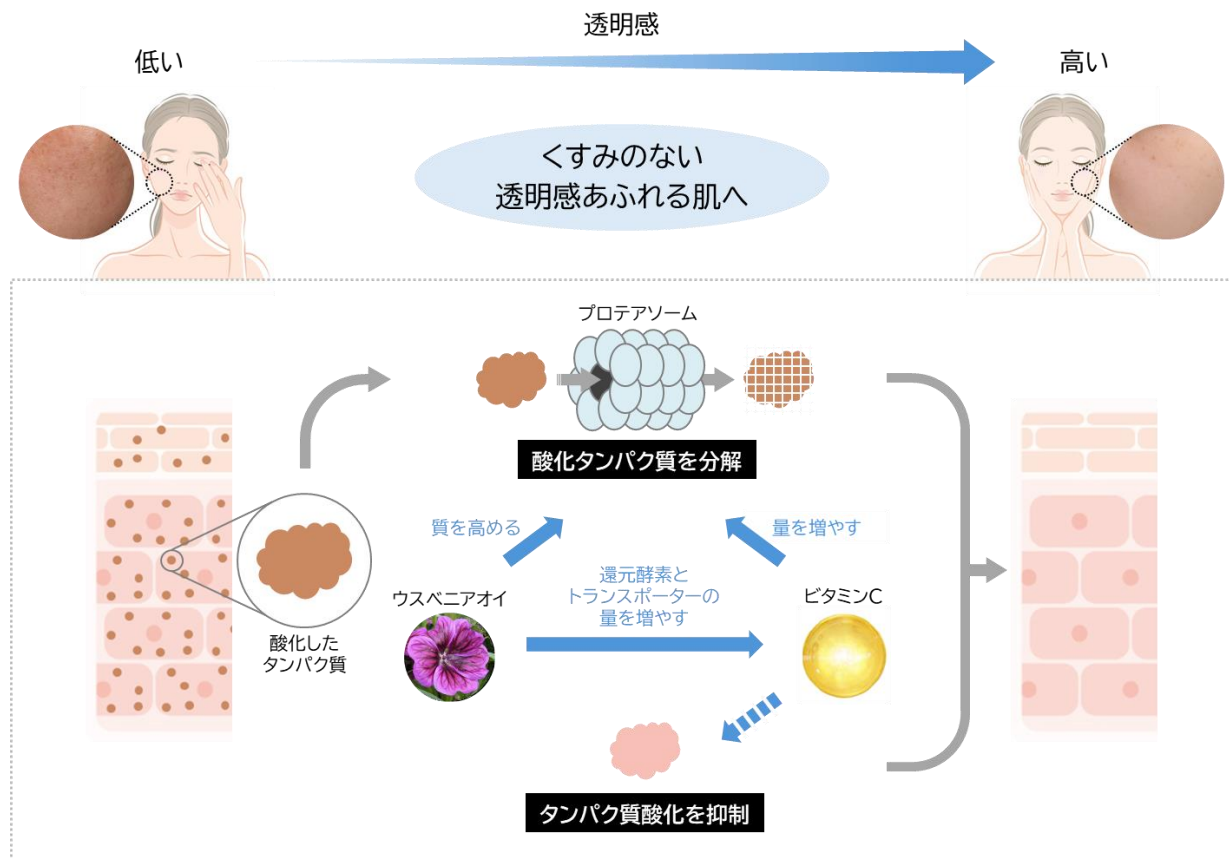 透明感
低い
高い
くすみのない
透明感あふれる肌へ
プロテアソーム
酸化タンパク質を分解
質を高める
量を増やす
還元酵素と
トランスポーターの
量を増やす
ウスベニアオイ
ビタミンC
酸化した
タンパク質
タンパク質酸化を抑制